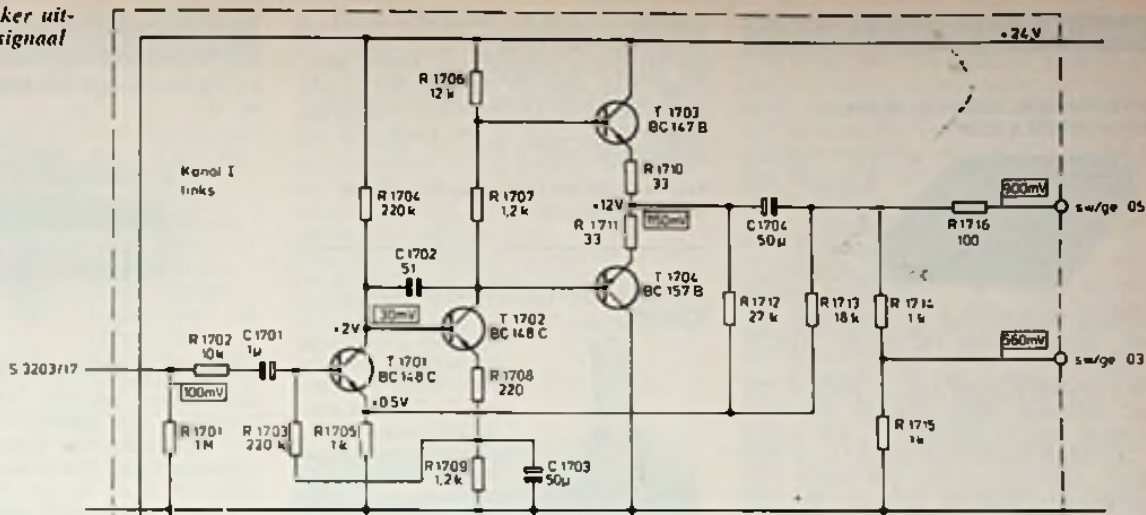 ker uit-
signaal
+24V
Kanal I
links
R 1706
12 k
T 1703
BC 147 B
R 1710
33
R 1704
220 k
R 1707
1,2 k
+12V
1150mV
R 1711
33
C 1704
50µ
800mV
sw/ge 05
R 1716
100
C 1702
51
T 1704
BC 157 B
30mV
T 1702
BC 148 C
+2V
R 1712
27 k
R 1713
18 k
R 1714
1 k
S 3203/17
R 1702
10k
C 1701
1µ
T 1701
BC 148 C
R 1708
220
560mV
sw/ge 03
100mV
+0.5V
R 1701
1M
R 1703
220 k
R 1705
1 k
R 1709
1,2 k
C 1703
50µ
R 1715
1k